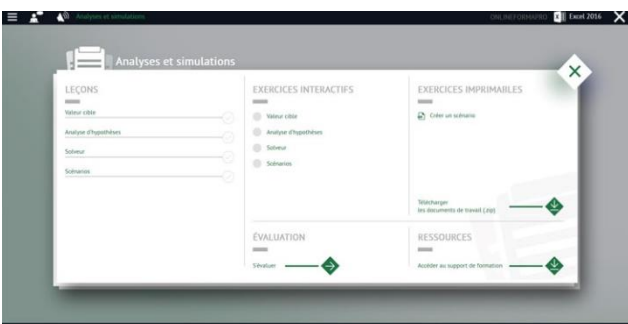 Analyses et simulations
ONLINEFORMAPRO
Excel 2016
Analyses et simulations
LEÇONS
Valeur cible
Analyse d'hypothèses
Solveur
Scénarios
EXERCICES INTERACTIFS
Valeur cible
Analyse d'hypothèses
Solveur
Scénarios
EXERCICES IMPRIMABLES
Créer un scénario
Télécharger
les documents de travail (.zip)
ÉVALUATION
S'évaluer
RESSOURCES
Accéder au support de formation